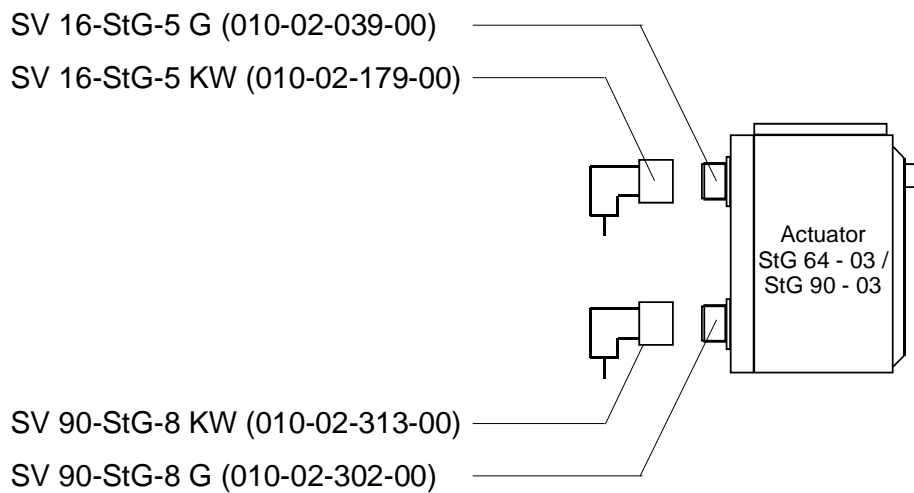 SV 16-StG-5 G (010-02-039-00)
SV 16-StG-5 KW (010-02-179-00)
Actuator
StG 64 - 03 /
StG 90 - 03
SV 90-StG-8 KW (010-02-313-00)
SV 90-StG-8 G (010-02-302-00)